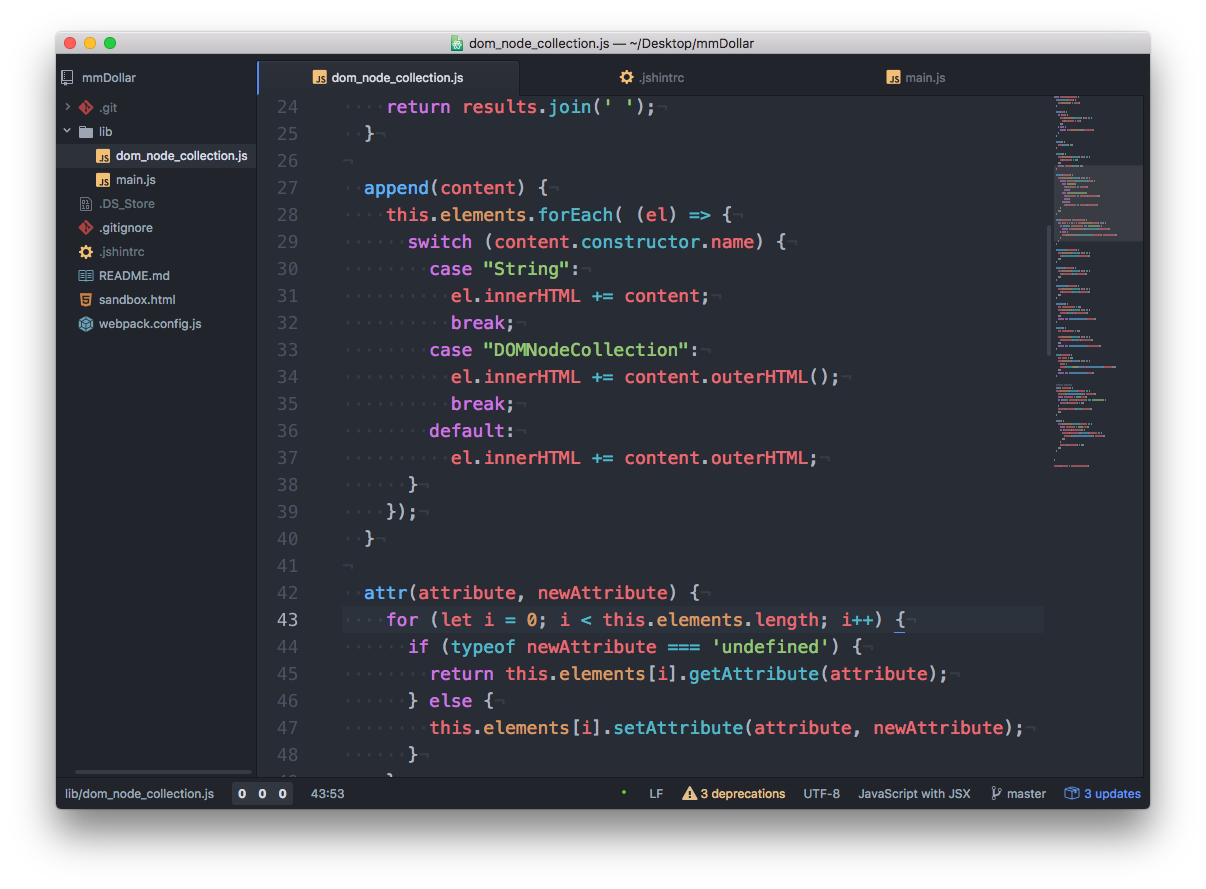 dom_node_collection.js — ~/Desktop/mmDollar
mmDollar
.git
lib
dom_node_collection.js
main.js
.DS_Store
.gitignore
.jshintrc
README.md
sandbox.html
webpack.config.js
dom_node_collection.js .jshintrc main.js
24 return results.join(' ');
25 }
26
27 append(content) {
28 this.elements.forEach( (el) => {
29 switch (content.constructor.name) {
30 case "String":
31 el.innerHTML += content;
32 break;
33 case "DOMNodeCollection":
34 el.innerHTML += content.outerHTML();
35 break;
36 default:
37 el.innerHTML += content.outerHTML;
38 }
39 });
40 }
41
42 attr(attribute, newAttribute) {
43 for (let i = 0; i < this.elements.length; i++) {
44 if (typeof newAttribute === 'undefined') {
45 return this.elements[i].getAttribute(attribute);
46 } else {
47 this.elements[i].setAttribute(attribute, newAttribute);
48 }
lib/dom_node_collection.js 0 0 0 43:53 LF 3 deprecations UTF-8 JavaScript with JSX master 3 updates